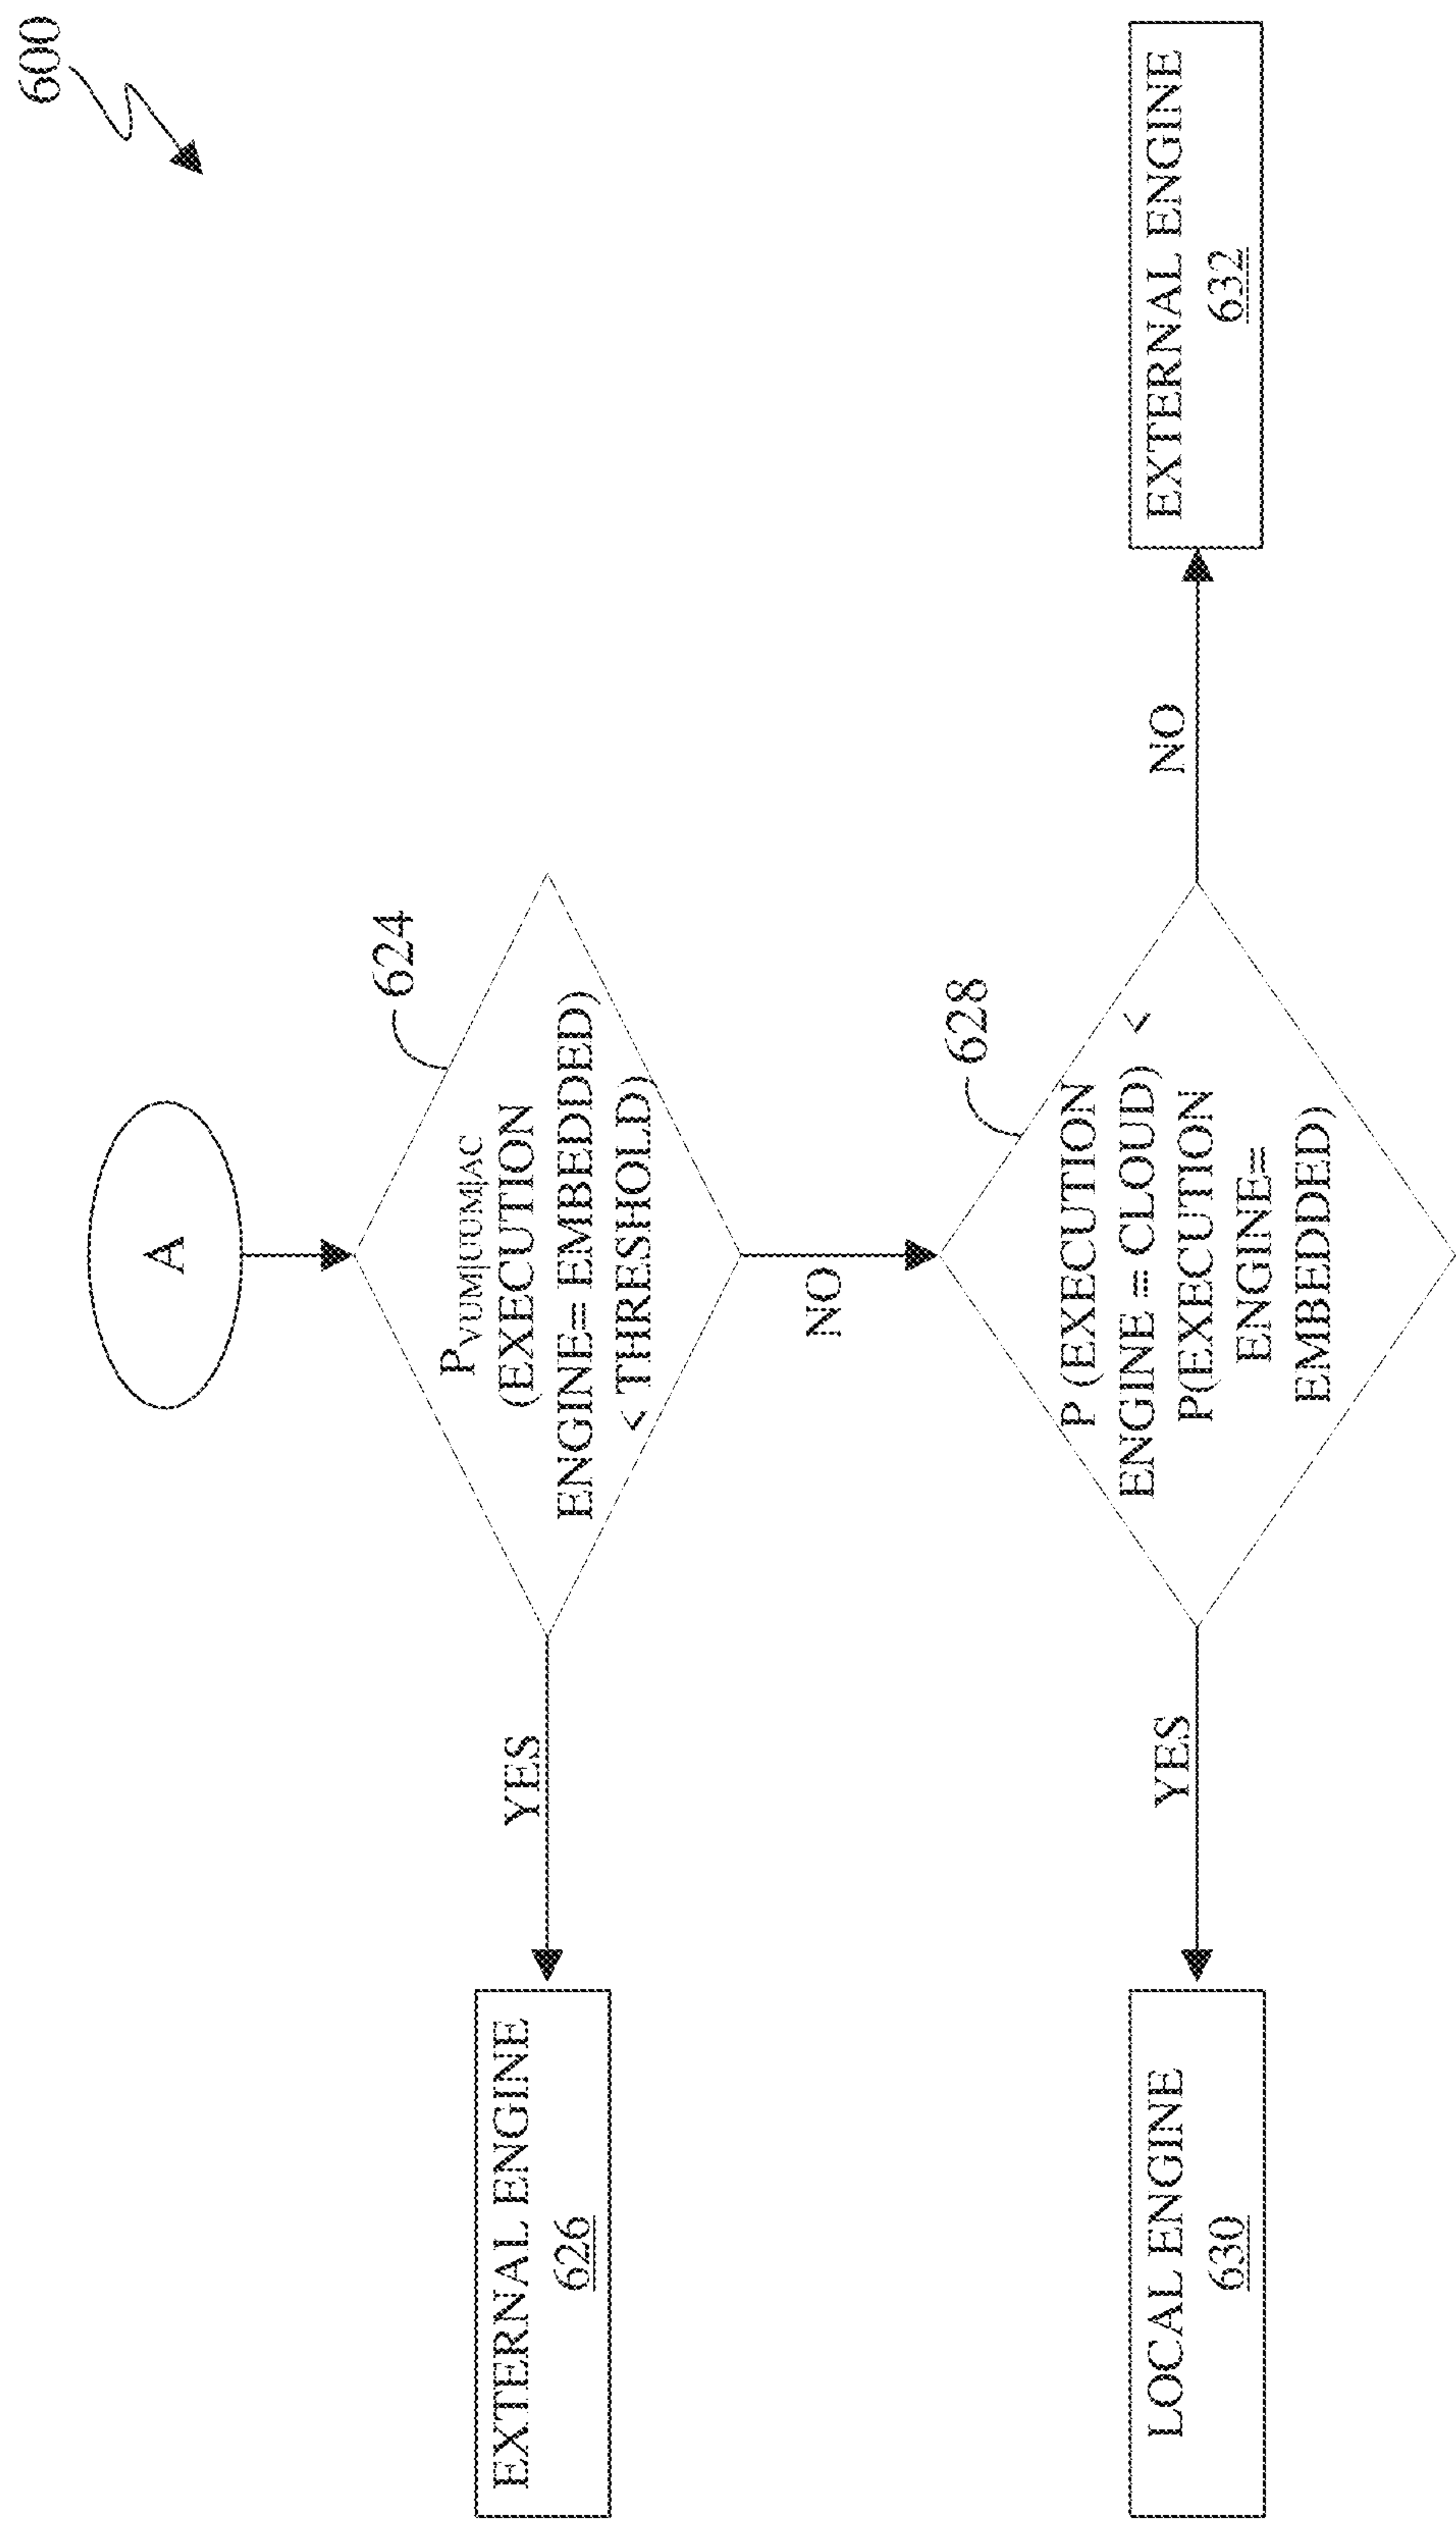 600
A
624
P VUM|UUM|AC
(EXECUTION
ENGINE= EMBEDDED)
< THRESHOLD)
YES
NO
EXTERNAL ENGINE
626
628
P (EXECUTION
ENGINE = CLOUD) <
P(EXECUTION
ENGINE=
EMBEDDED)
YES
NO
LOCAL ENGINE
630
EXTERNAL ENGINE
632